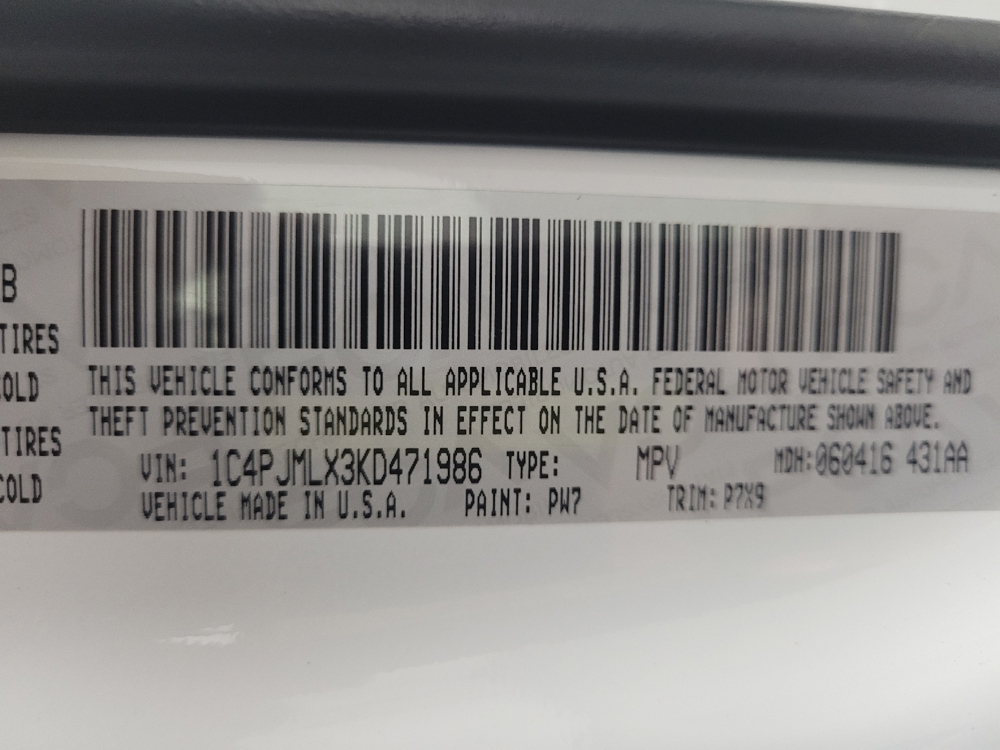 B
TIRES
COLD
TIRES
COLD
THIS VEHICLE CONFORMS TO ALL APPLICABLE U.S.A. FEDERAL MOTOR VEHICLE SAFETY AND
THEFT PREVENTION STANDARDS IN EFFECT ON THE DATE OF MANUFACTURE SHOWN ABOVE.
VIN: 1C4PJMLX3KD471986 TYPE: MPV MDH:060416 431AA
VEHICLE MADE IN U.S.A. PAINT: PW7 TRIM: P7X9